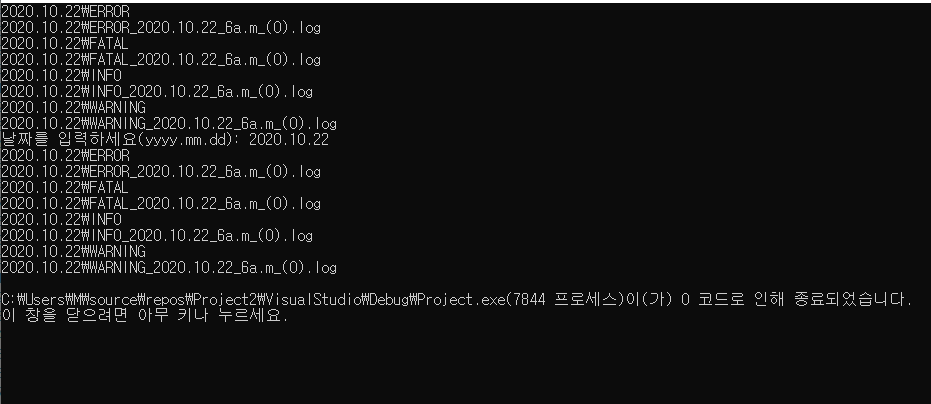 2020.10.22₩ERROR
2020.10.22₩ERROR_2020.10.22_6a.m_(0).log
2020.10.22₩FATAL
2020.10.22₩FATAL_2020.10.22_6a.m_(0).log
2020.10.22₩INFO
2020.10.22₩INFO_2020.10.22_6a.m_(0).log
2020.10.22₩WARNING
2020.10.22₩WARNING_2020.10.22_6a.m_(0).log
날짜를 입력하세요(yyyy.mm.dd): 2020.10.22
2020.10.22₩ERROR
2020.10.22₩ERROR_2020.10.22_6a.m_(0).log
2020.10.22₩FATAL
2020.10.22₩FATAL_2020.10.22_6a.m_(0).log
2020.10.22₩INFO
2020.10.22₩INFO_2020.10.22_6a.m_(0).log
2020.10.22₩WARNING
2020.10.22₩WARNING_2020.10.22_6a.m_(0).log
C:₩Users₩M₩source₩repos₩Project2₩VisualStudio₩Debug₩Project.exe(7844 프로세스)이(가) 0 코드로 인해 종료되었습니다.
이 창을 닫으려면 아무 키나 누르세요.